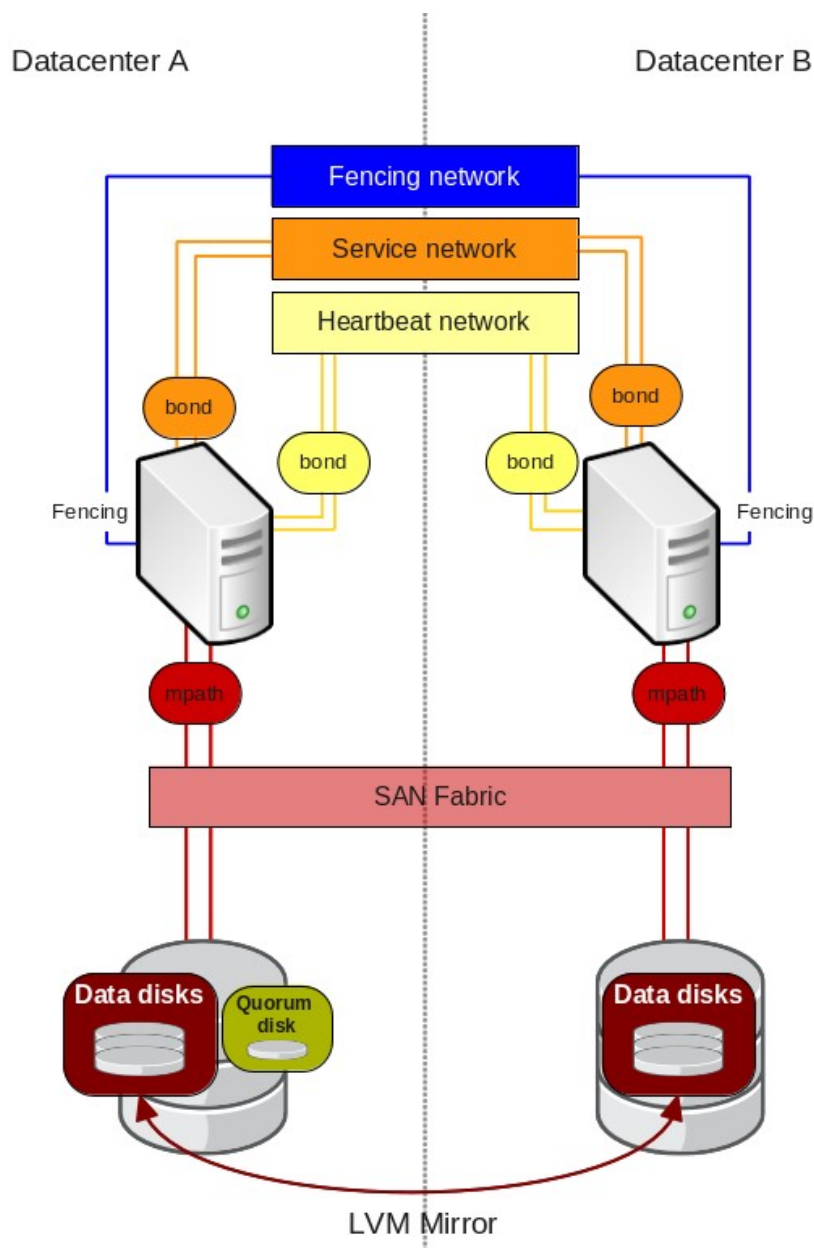 Datacenter A
Datacenter B
Fencing network
Service network
Heartbeat network
bond
bond
bond
bond
Fencing
Fencing
mpath
mpath
SAN Fabric
Data disks
Quorum
disk
Data disks
LVM Mirror